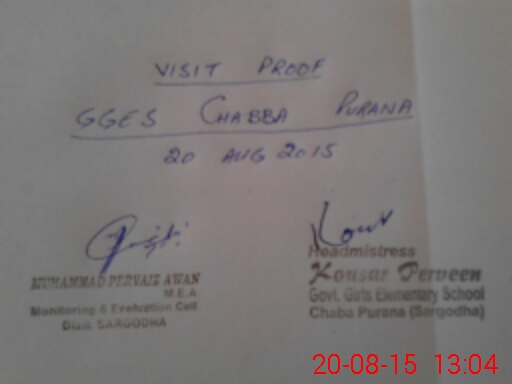 VISIT PROOF
GGES CHABBA PURANA
20 AUG 2015
MUHAMMAD PERVAIZ AWAN
M.E.A
Monitoring & Evaluation Cell
Distt. SARGODHA
Headmistress
Kousar Perveen
Govt. Girls Elementary School
Chaba Purana (Sargodha)
20-08-15 13:04